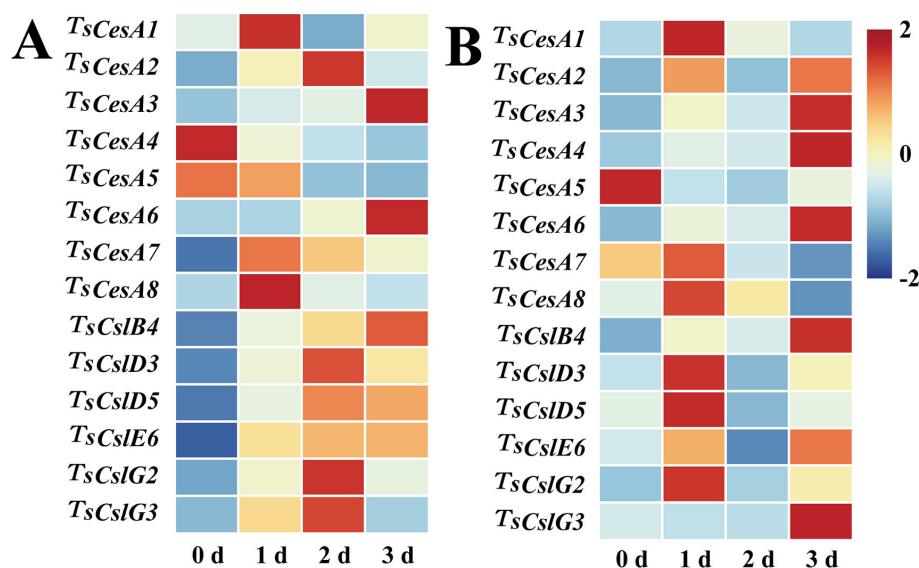 A
TsCesA1
TsCesA2
TsCesA3
TsCesA4
TsCesA5
TsCesA6
TsCesA7
TsCesA8
TsCslB4
TsCslD3
TsCslD5
TsCslE6
TsCslG2
TsCslG3
0 d 1 d 2 d 3 d
B
TsCesA1
TsCesA2
TsCesA3
TsCesA4
TsCesA5
TsCesA6
TsCesA7
TsCesA8
TsCslB4
TsCslD3
TsCslD5
TsCslE6
TsCslG2
TsCslG3
0 d 1 d 2 d 3 d
2
0
-2